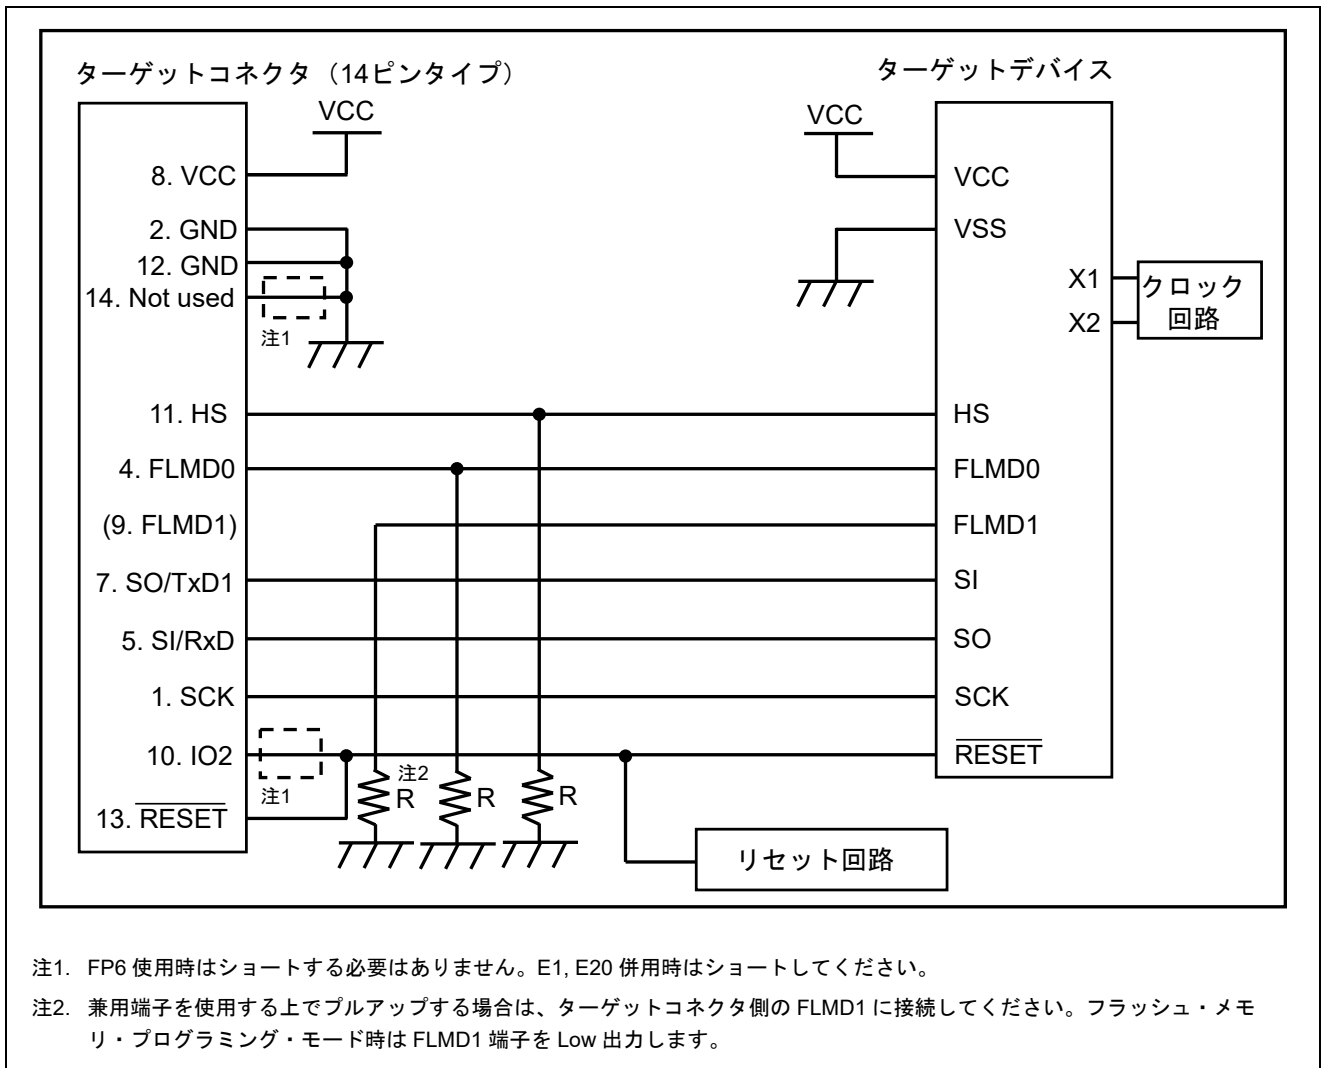 ターゲットコネクタ（14ピンタイプ）
ターゲットデバイス
VCC
VCC
8. VCC
VCC
2. GND
VSS
12. GND
14. Not used
注1
X1
X2
クロック
回路
11. HS
HS
4. FLMD0
FLMD0
(9. FLMD1)
FLMD1
7. SO/TxD1
SI
5. SI/RxD
SO
1. SCK
SCK
10. IO2
RESET
注1
注2
R
R
R
13. RESET
リセット回路
注1. FP6 使用時はショートする必要はありません。E1, E20 併用時はショートしてください。
注2. 兼用端子を使用する上でプルアップする場合は、ターゲットコネクタ側の FLMD1 に接続してください。フラッシュ・メモ
リ・プログラミング・モード時は FLMD1 端子を Low 出力します。